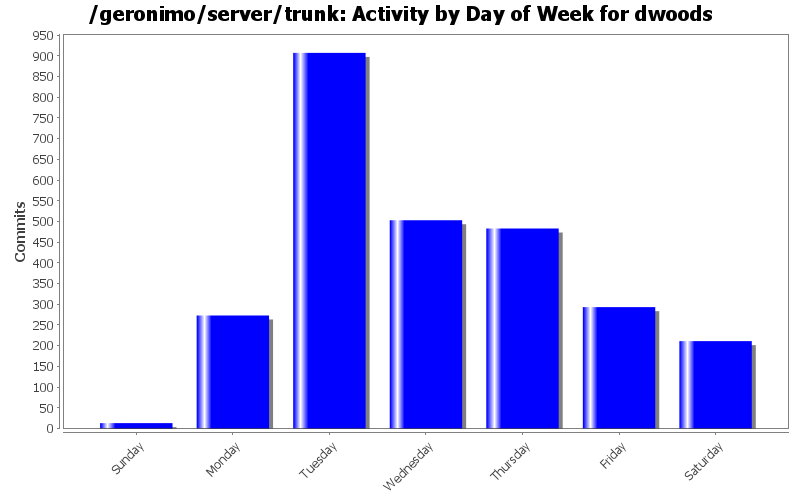 /geronimo/server/trunk: Activity by Day of Week for dwoods
950
900
850
800
750
700
650
600
550
500
450
400
350
300
250
200
150
100
50
0
Commits
Sunday
Monday
Tuesday
Wednesday
Thursday
Friday
Saturday